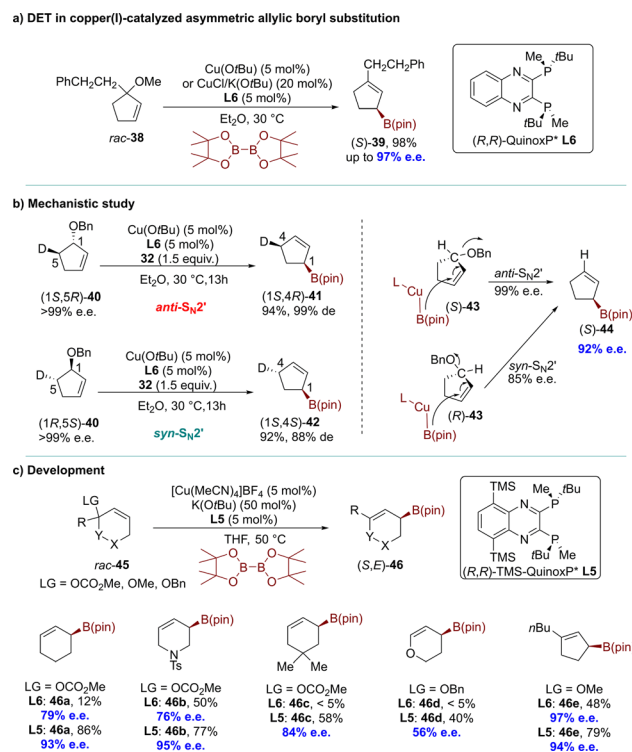 a) DET in copper(I)-catalyzed asymmetric allylic boryl substitution
PhCH2CH2
OMe
rac-38
Cu(OtBu) (5 mol%)
or CuCl/K(OtBu) (20 mol%)
L6 (5 mol%)
Et2O, 30 °C
O
O
B
B
O
O
CH2CH2Ph
B(pin)
(S)-39, 98%
up to 97% e.e.
N
N
Me
tBu
P
P
tBu
Me
(R,R)-QuinoxP* L6
b) Mechanistic study
OBn
D
1
5
(1S,5R)-40
>99% e.e.
Cu(OtBu) (5 mol%)
L6 (5 mol%)
32 (1.5 equiv.)
Et2O, 30 °C,13h
anti-SN2'
D
4
1
B(pin)
(1S,4R)-41
94%, 99% de
OBn
D
1
5
(1R,5S)-40
>99% e.e.
Cu(OtBu) (5 mol%)
L6 (5 mol%)
32 (1.5 equiv.)
Et2O, 30 °C,13h
syn-SN2'
D
4
1
B(pin)
(1S,4S)-42
92%, 88% de
H
OBn
L
Cu
B(pin)
(S)-43
anti-SN2'
99% e.e.
BnO
H
L
Cu
B(pin)
(R)-43
syn-SN2'
85% e.e.
H
B(pin)
(S)-44
92% e.e.
c) Development
LG
R
Y
X
rac-45
LG = OCO2Me, OMe, OBn
[Cu(MeCN)4]BF4 (5 mol%)
K(OtBu) (50 mol%)
L5 (5 mol%)
THF, 50 °C
O
O
B
B
O
O
R
Y
X
B(pin)
(S,E)-46
TMS
N
N
TMS
Me
tBu
P
P
tBu
Me
(R,R)-TMS-QuinoxP* L5
B(pin)
LG = OCO2Me
L6: 46a, 12%
79% e.e.
L5: 46a, 86%
93% e.e.
B(pin)
N
Ts
LG = OCO2Me
L6: 46b, 50%
76% e.e.
L5: 46b, 77%
95% e.e.
B(pin)
Me
Me
LG = OCO2Me
L6: 46c, < 5%
L5: 46c, 58%
84% e.e.
B(pin)
O
LG = OBn
L6: 46d, < 5%
L5: 46d, 40%
56% e.e.
nBu
B(pin
LG = OMe
L6: 46e, 48%
97% e.e.
L5: 46e, 79%
94% e.e.